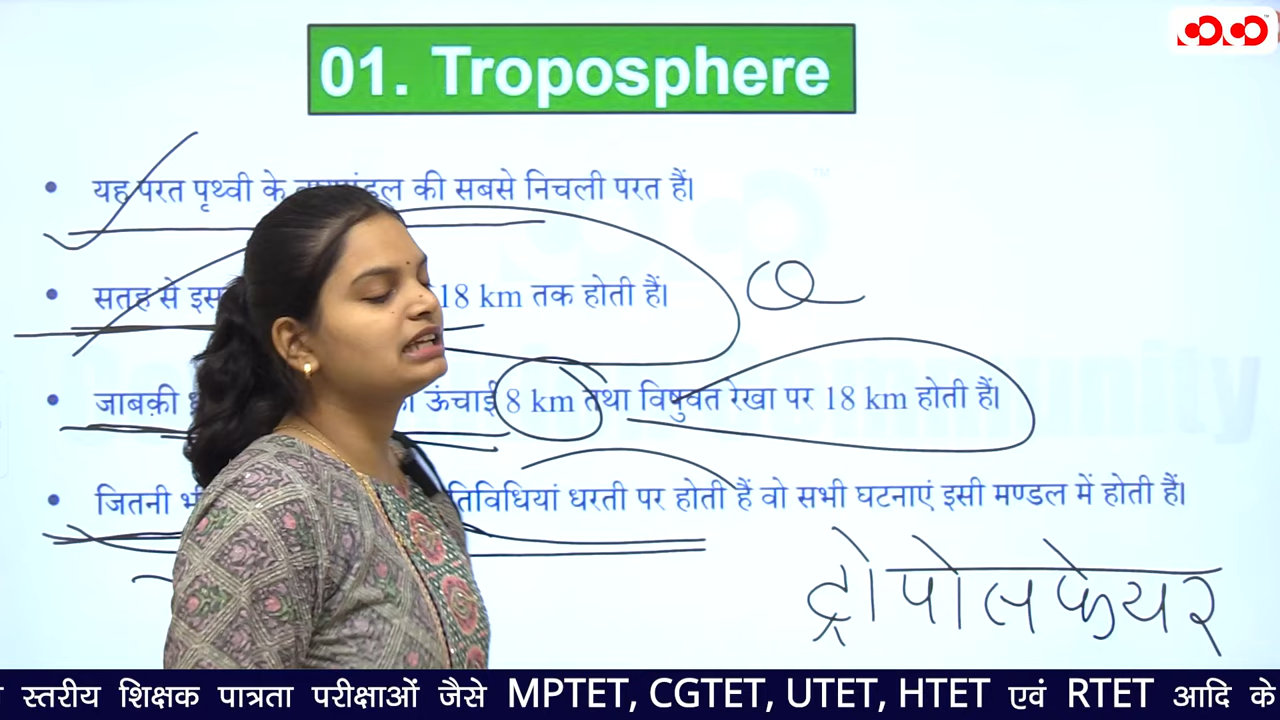 01. Troposphere
यह परत पृथ्वी के वायुमंडल की सबसे निचली परत हैं।
सतह से इस 18 km तक होती हैं।
जाबक़ी ऊंचाई 8 km तथा विषुवत रेखा पर 18 km होती हैं।
जितनी तिविधियां धरती पर होती हैं वो सभी घटनाएं इसी मण्डल में होती हैं।
ट्रोपोस्फेयर
स्तरीय शिक्षक पात्रता परीक्षाओं जैसे MPTET, CGTET, UTET, HTET एवं RTET आदि के